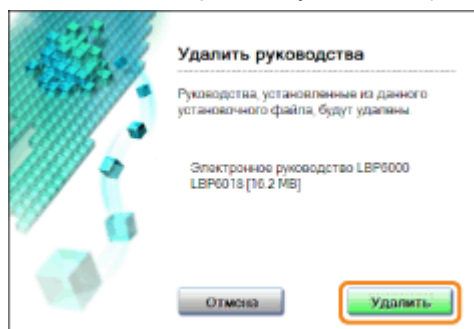 Удалить руководства
Руководства, установленные из данного
установочного файла, будут удалены
Электронное руководство LBP6000
LBP6018 [16.2 MB]
Отмена
Удалить